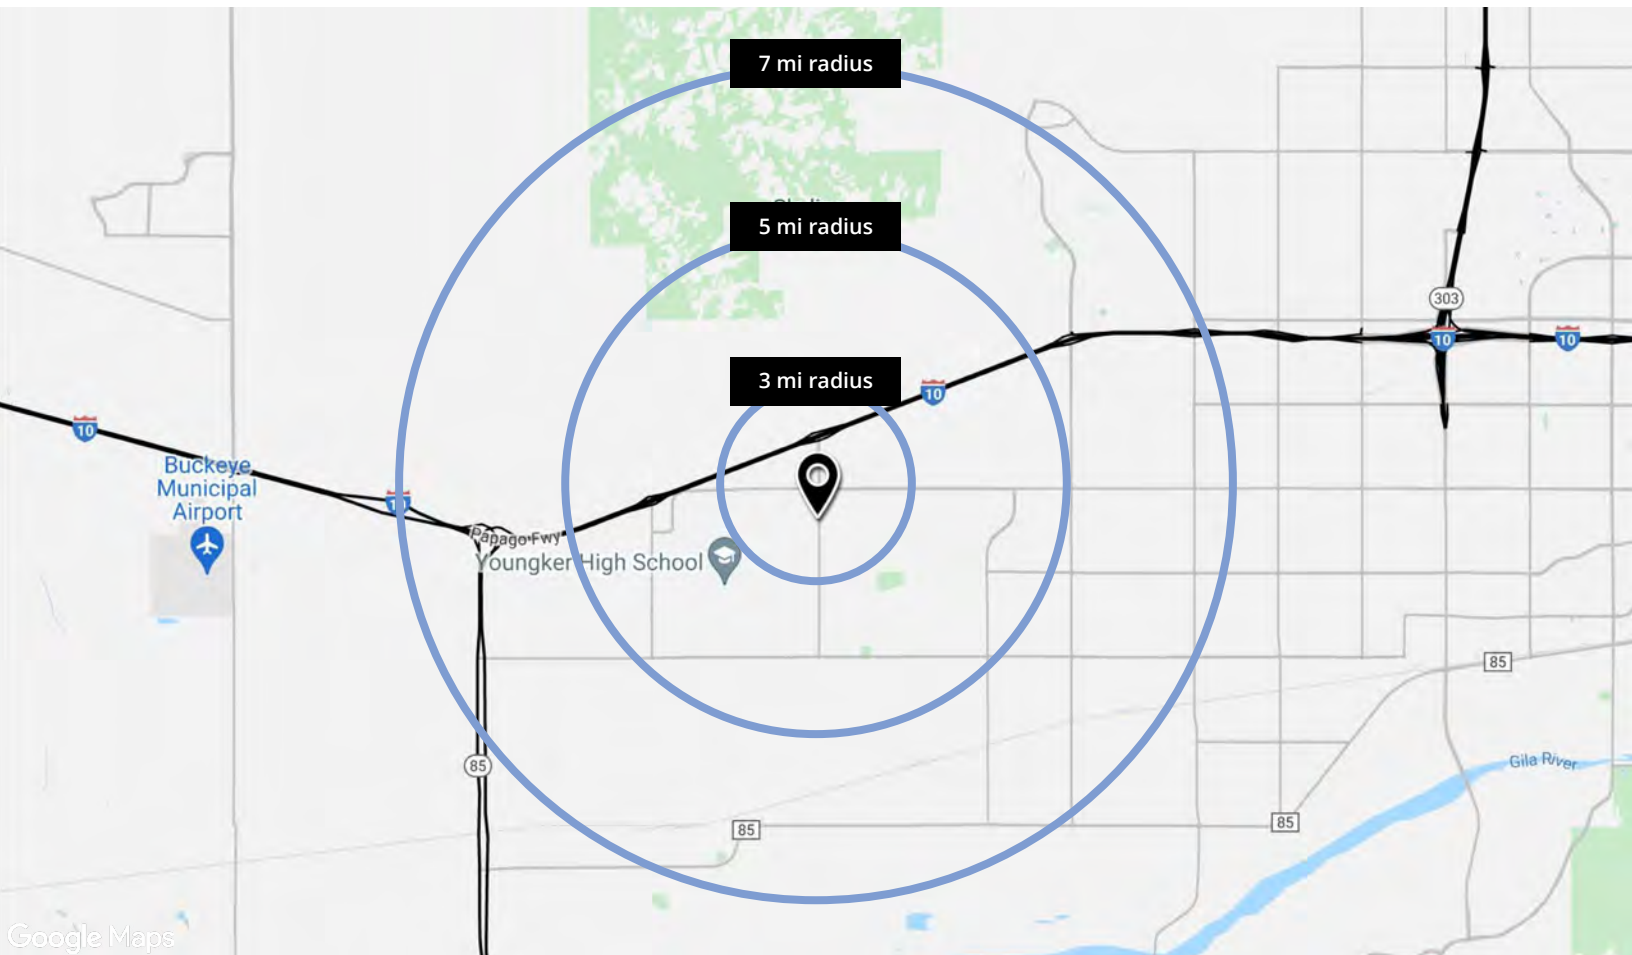 7 mi radius
5 mi radius
303
10
10
3 mi radius
10
10
Buckeye
Municipal
Airport
10
Papago Fwy
Youngker High School
85
85
Gila River
85
85
Google Maps